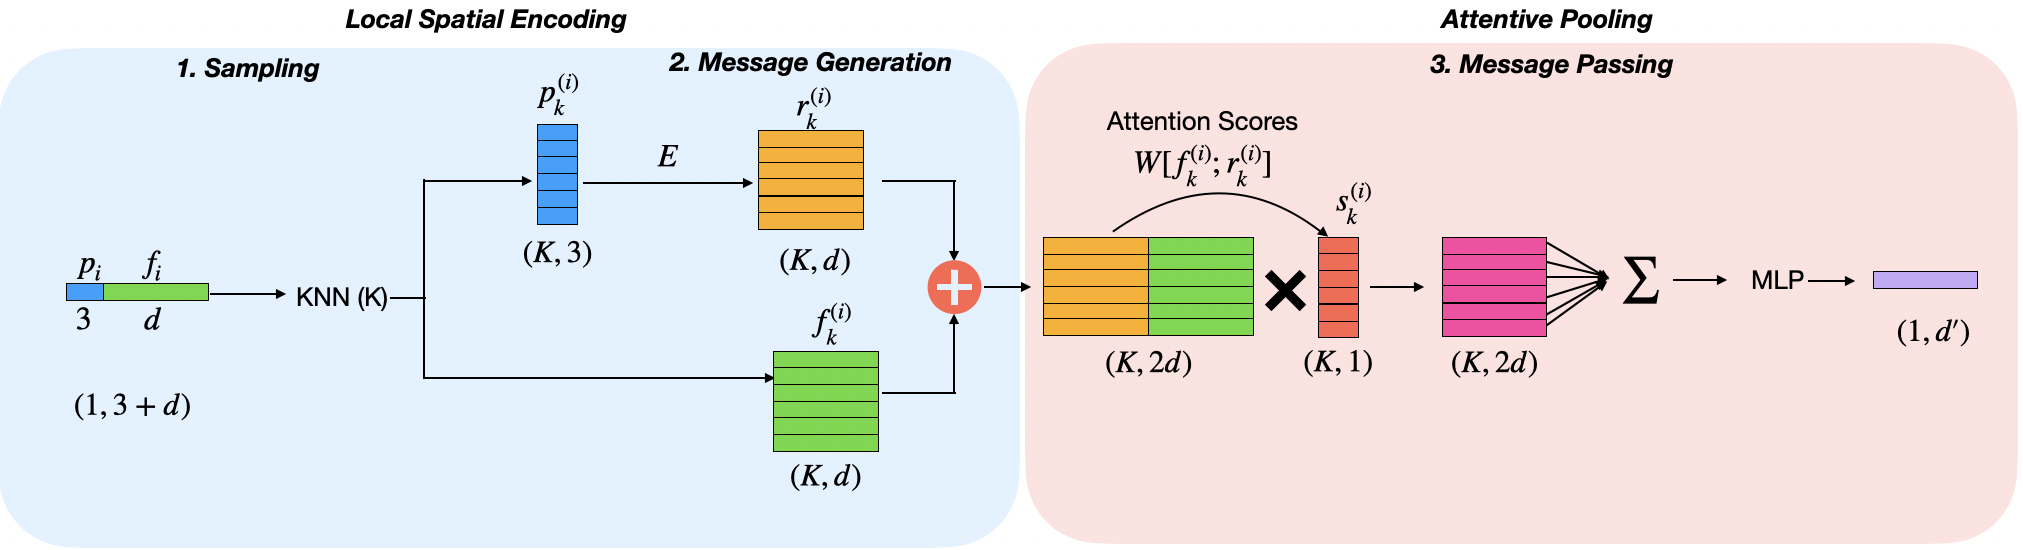 Local Spatial Encoding
1. Sampling
2. Message Generation
p_k^{(i)}
r_k^{(i)}
E
(K, 3)
(K, d)
p_i f_i
3 d
KNN (K)
(1, 3 + d)
f_k^{(i)}
(K, d)
Attentive Pooling
3. Message Passing
Attention Scores
W[f_k^{(i)}; r_k^{(i)}]
s_k^{(i)}
(K, 2d)
(K, 1)
(K, 2d)
Σ
MLP
(1, d′)